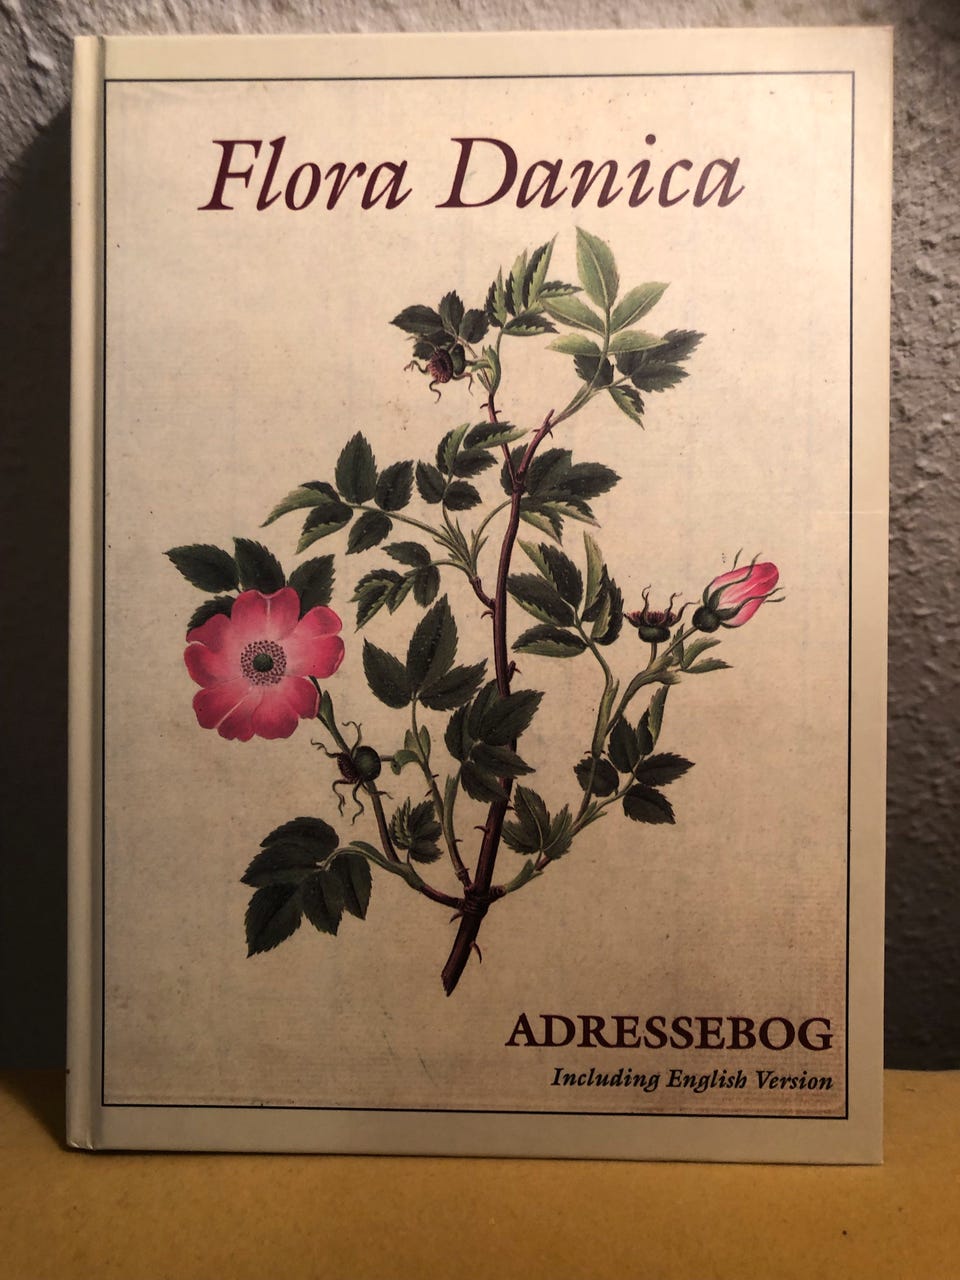 Flora Danica
ADRESSEBOG
Including English Version